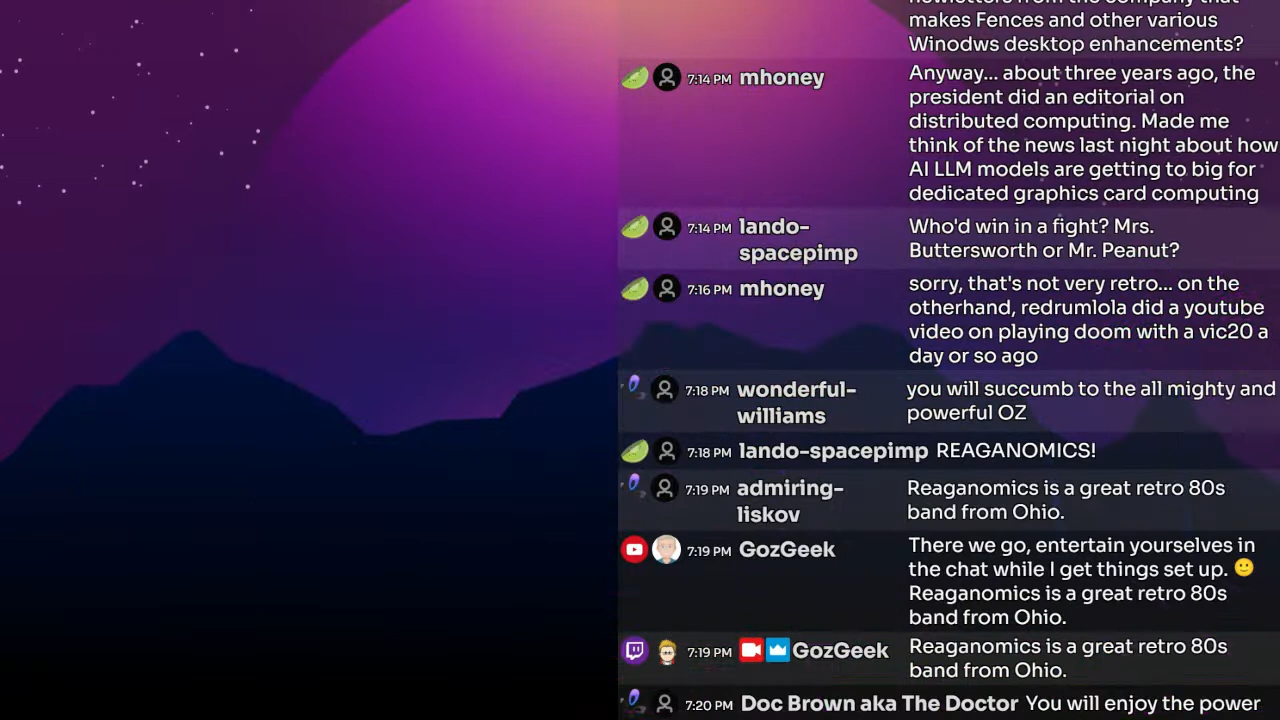 newsletters from the company that
makes Fences and other various
Winodws desktop enhancements?
7:14 PM mhoney Anyway... about three years ago, the
president did an editorial on
distributed computing. Made me
think of the news last night about how
AI LLM models are getting to big for
dedicated graphics card computing
7:14 PM lando-spacepimp Who'd win in a fight? Mrs.
Buttersworth or Mr. Peanut?
7:16 PM mhoney sorry, that's not very retro... on the
otherhand, redrumlola did a youtube
video on playing doom with a vic20 a
day or so ago
7:18 PM wonderful-williams you will succumb to the all mighty and
powerful OZ
7:18 PM lando-spacepimp REAGANOMICS!
7:19 PM admiring-liskov Reaganomics is a great retro 80s
band from Ohio.
7:19 PM GozGeek There we go, entertain yourselves in
the chat while I get things set up. 🙂
Reaganomics is a great retro 80s
band from Ohio.
7:19 PM GozGeek Reaganomics is a great retro 80s
band from Ohio.
7:20 PM Doc Brown aka The Doctor You will enjoy the power